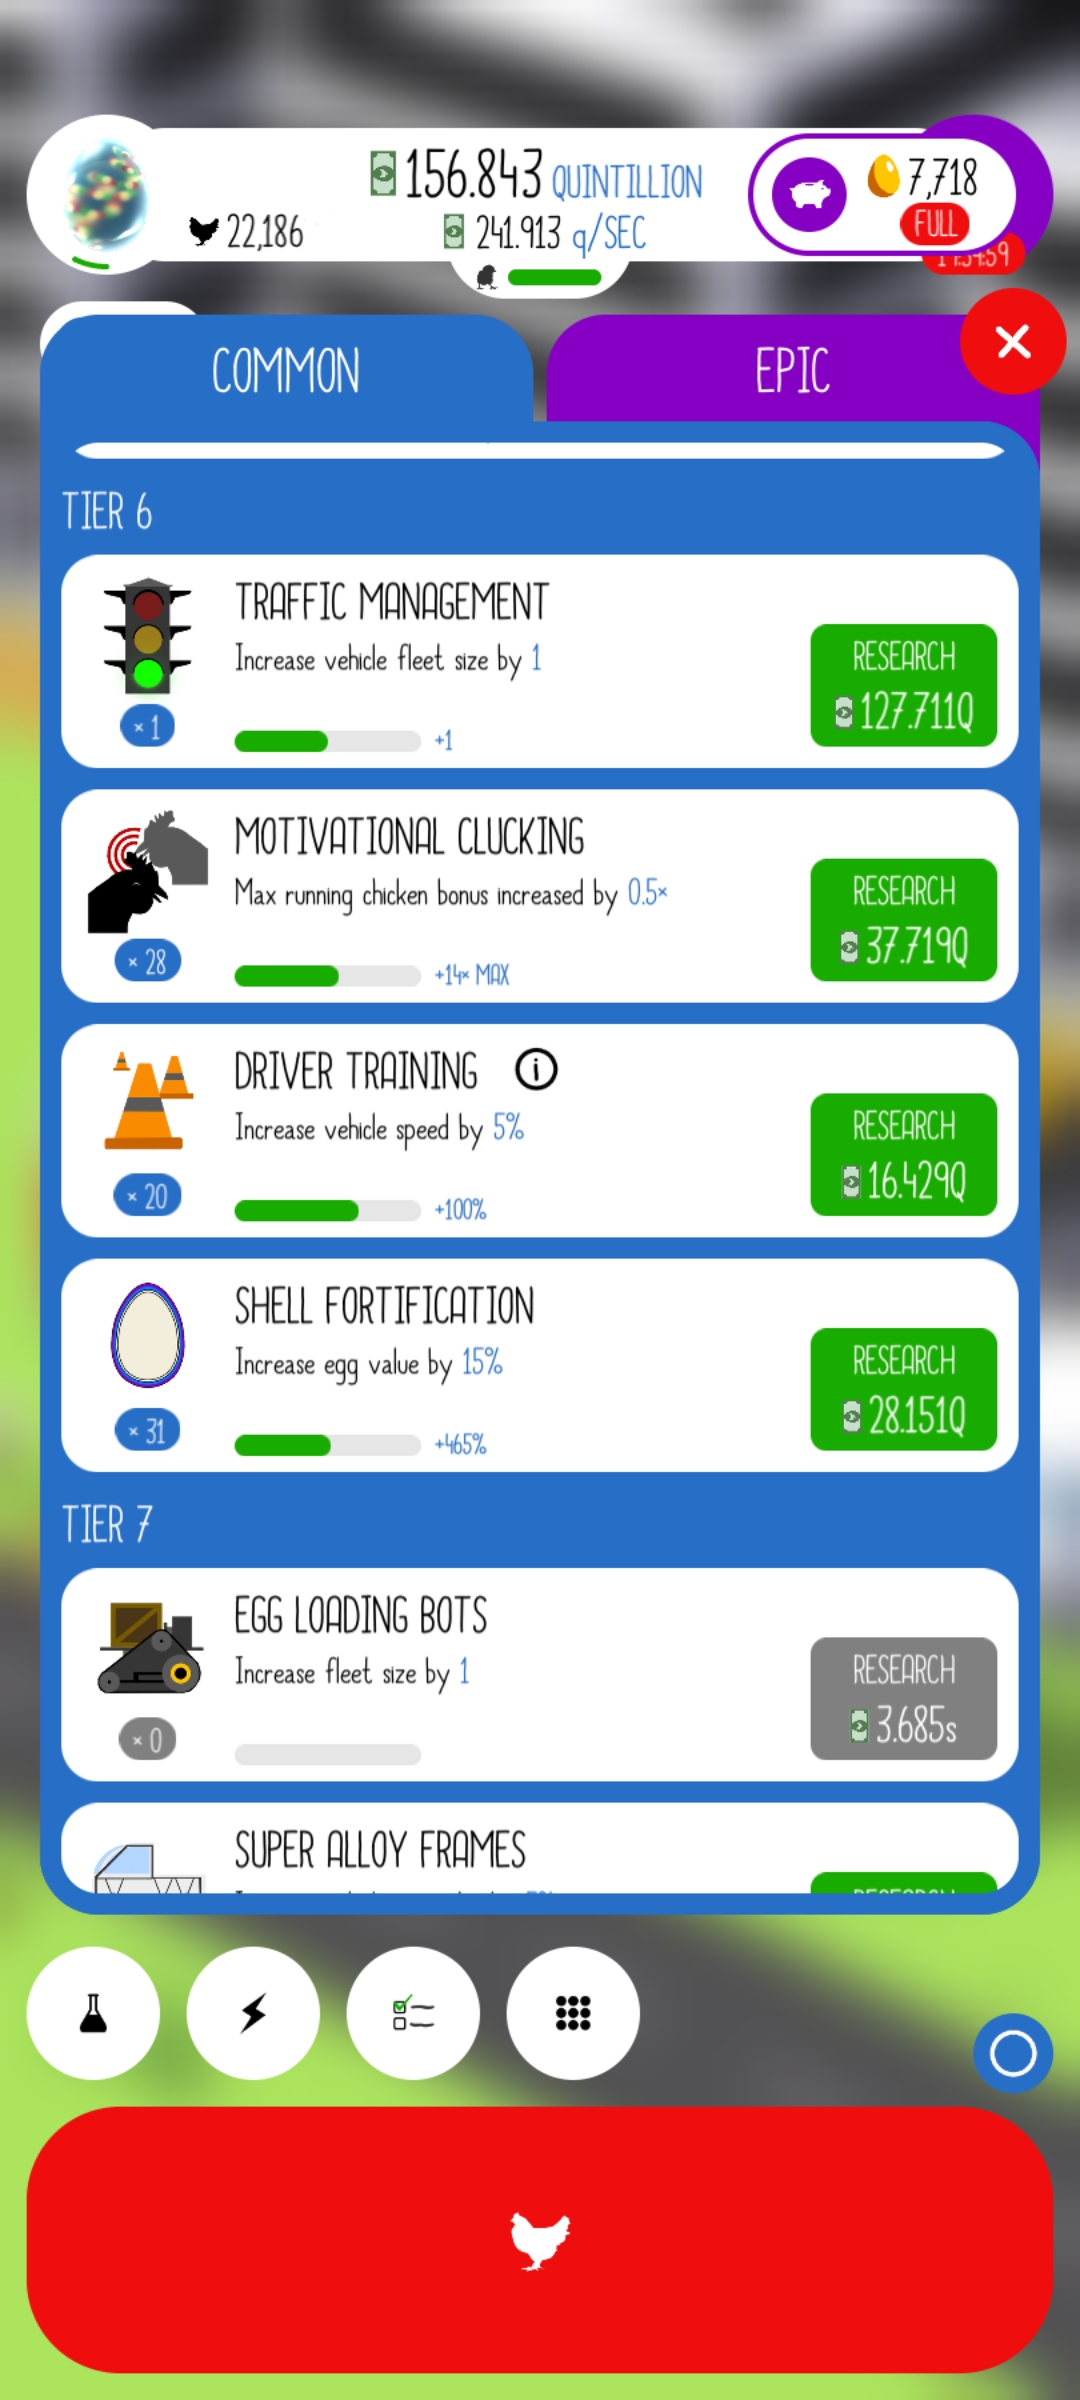 156.843 QUINTILLION
22,186
241.913 q/SEC
7,718
FULL
COMMON
EPIC
TIER 6
TRAFFIC MANAGEMENT
Increase vehicle fleet size by 1
× 1
+1
RESEARCH
127.711Q
MOTIVATIONAL CLUCKING
Max running chicken bonus increased by 0.5×
× 28
+14× MAX
RESEARCH
37.719Q
DRIVER TRAINING
Increase vehicle speed by 5%
× 20
+100%
RESEARCH
16.429Q
SHELL FORTIFICATION
Increase egg value by 15%
× 31
+465%
RESEARCH
28.151Q
TIER 7
EGG LOADING BOTS
Increase fleet size by 1
× 0
RESEARCH
3.685s
SUPER ALLOY FRAMES